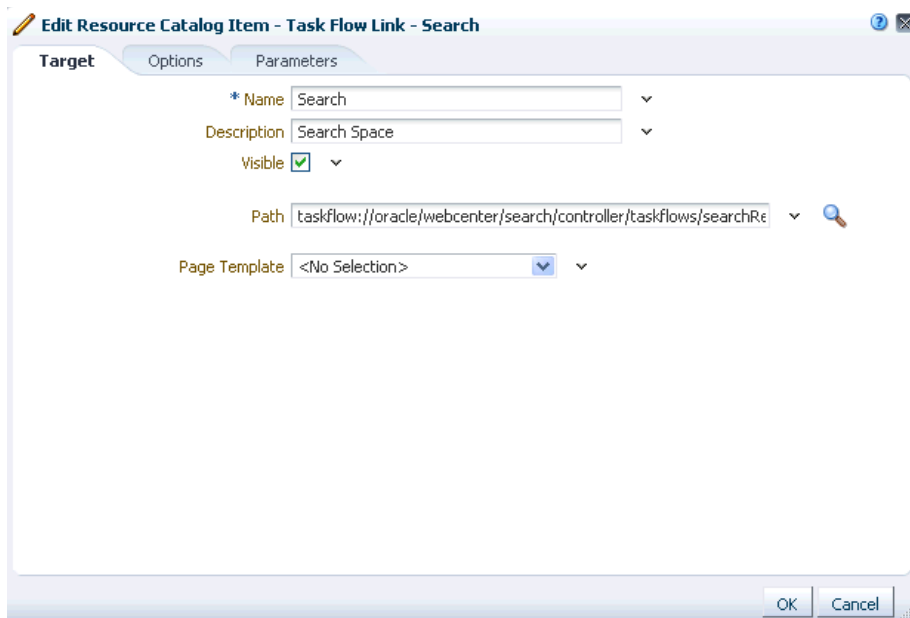 Edit Resource Catalog Item - Task Flow Link - Search
Target Options Parameters
* Name Search
Description Search Space
Visible
Path taskflow://oracle/webcenter/search/controller/taskflows/searchRe
Page Template <No Selection>
OK Cancel